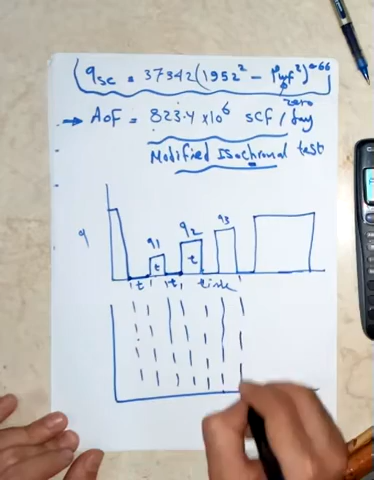 qsc = 37342 (1952² - Pwf²)^0.66
zero
→ AoF = 823.4 x10⁶ scf/day
Modified Isochronal test
q
q1 q2 q3
t t
t t time